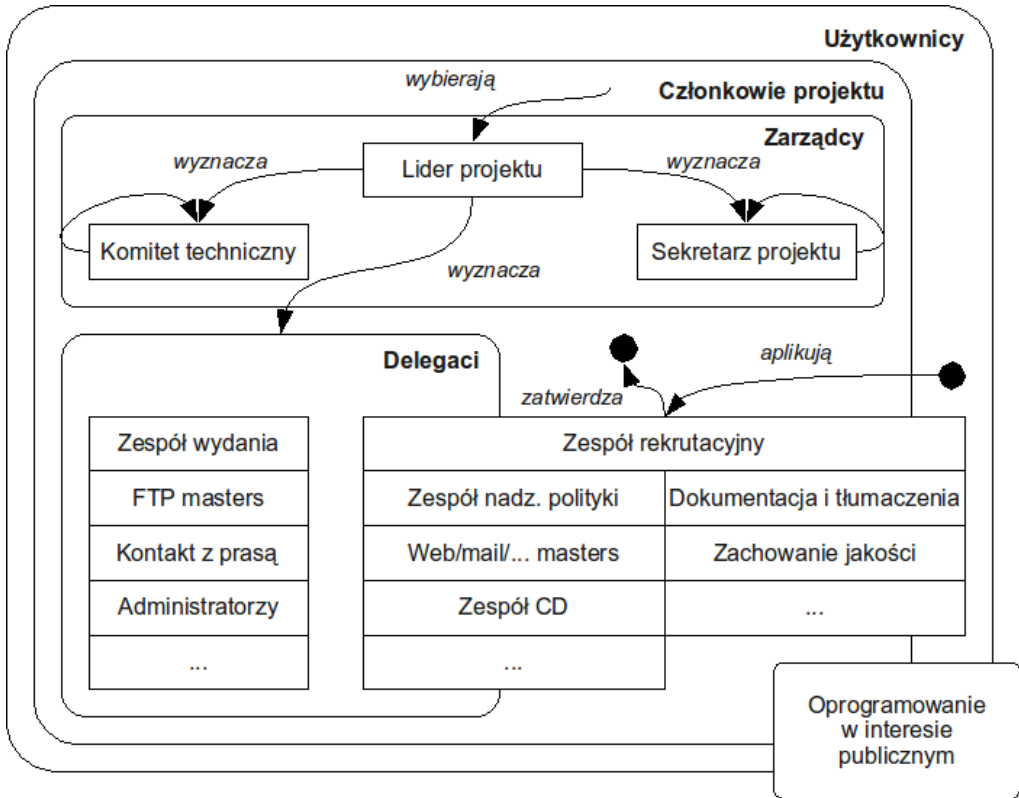 Użytkownicy
wybierają
Członkowie projektu
Zarządcy
wyznacza
Lider projektu
wyznacza
Komitet techniczny
Sekretarz projektu
wyznacza
Delegaci
aplikują
zatwierdza
Zespół wydania
Zespół rekrutacyjny
FTP masters
Zespół nadz. polityki
Dokumentacja i tłumaczenia
Kontakt z prasą
Web/mail/... masters
Zachowanie jakości
Administratorzy
Zespół CD
...
...
...
Oprogramowanie
w interesie
publicznym